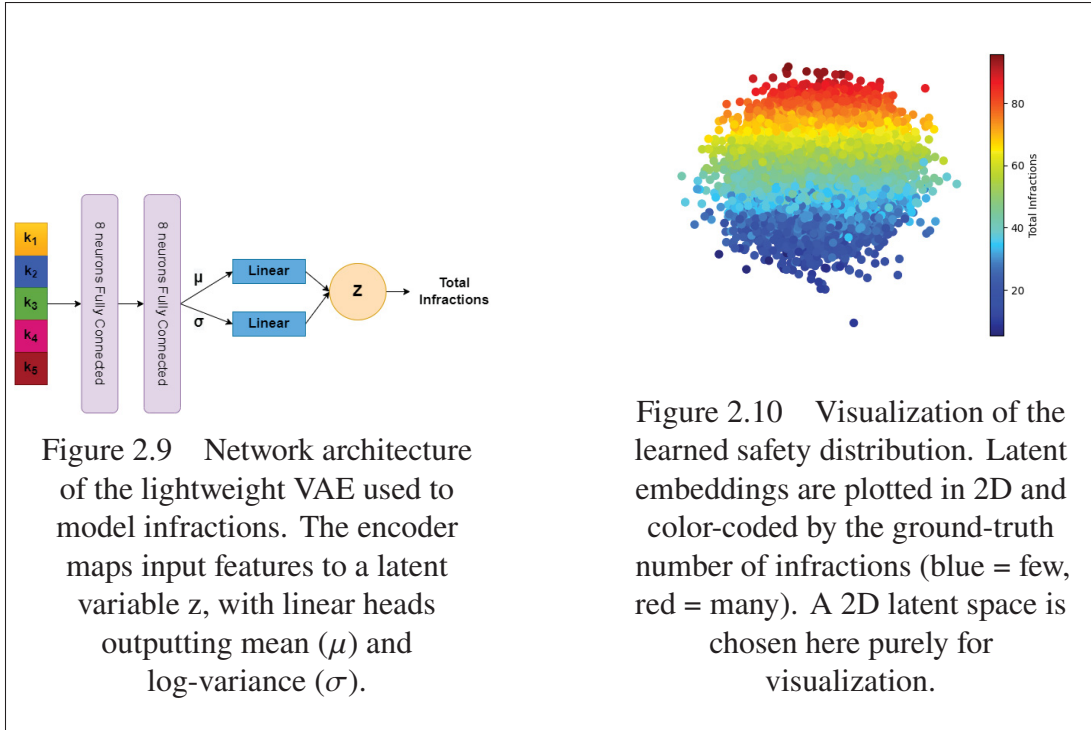 k1
k2
k3
k4
k5
8 neurons Fully Connected
8 neurons Fully Connected
μ
σ
Linear
Linear
z
Total
Infractions
80
60
40
20
Total Infractions
Figure 2.9 Network architecture
of the lightweight VAE used to
model infractions. The encoder
maps input features to a latent
variable z, with linear heads
outputting mean (μ) and
log-variance (σ).
Figure 2.10 Visualization of the
learned safety distribution. Latent
embeddings are plotted in 2D and
color-coded by the ground-truth
number of infractions (blue = few,
red = many). A 2D latent space is
chosen here purely for
visualization.